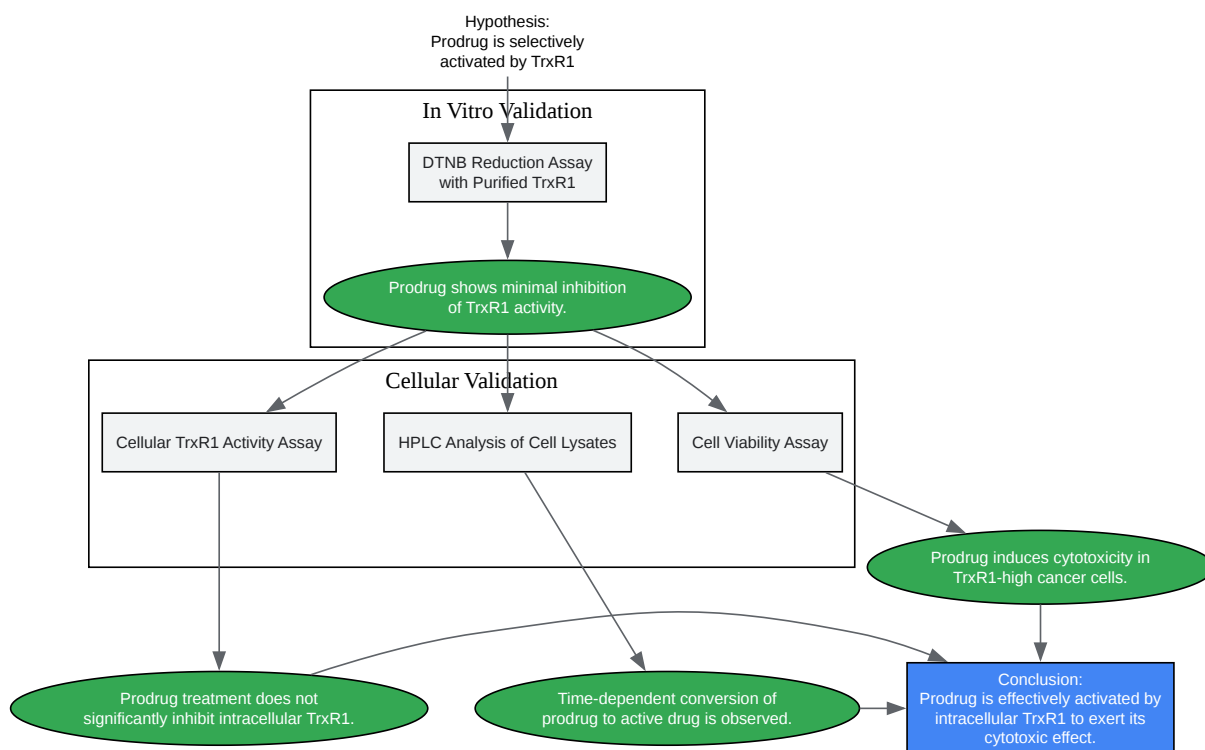 Hypothesis:
Prodrug is selectively
activated by TrxR1
In Vitro Validation
DTNB Reduction Assay
with Purified TrxR1
Prodrug shows minimal inhibition
of TrxR1 activity.
Cellular Validation
Cellular TrxR1 Activity Assay
HPLC Analysis of Cell Lysates
Cell Viability Assay
Prodrug induces cytotoxicity in
TrxR1-high cancer cells.
Prodrug treatment does not
significantly inhibit intracellular TrxR1.
Time-dependent conversion of
prodrug to active drug is observed.
Conclusion:
Prodrug is effectively activated by
intracellular TrxR1 to exert its
cytotoxic effect.